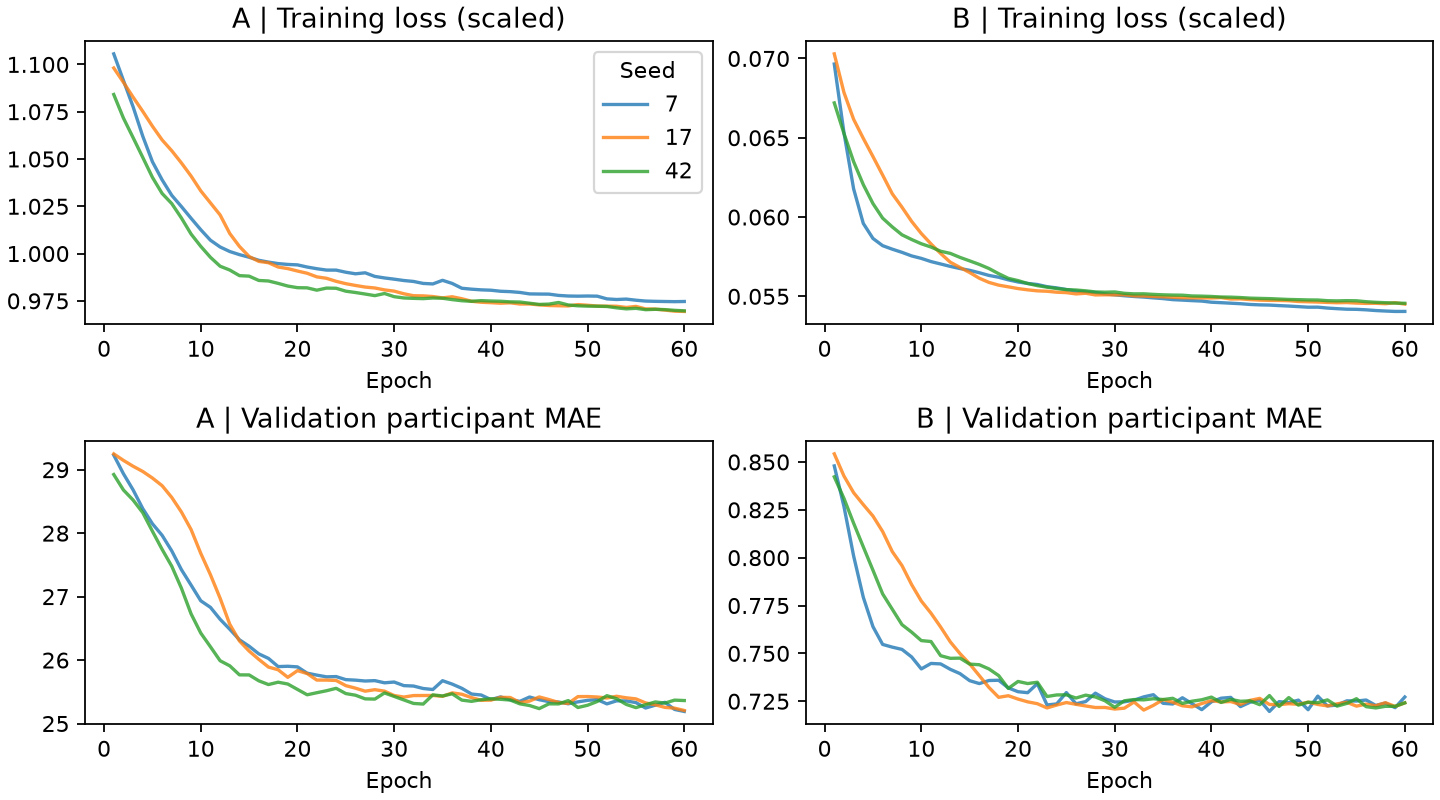 A | Training loss (scaled)
1.100
1.075
1.050
1.025
1.000
0.975
0 10 20 30 40 50 60
Epoch
Seed
7
17
42
B | Training loss (scaled)
0.070
0.065
0.060
0.055
0 10 20 30 40 50 60
Epoch
A | Validation participant MAE
29
28
27
26
25
0 10 20 30 40 50 60
Epoch
B | Validation participant MAE
0.850
0.825
0.800
0.775
0.750
0.725
0 10 20 30 40 50 60
Epoch